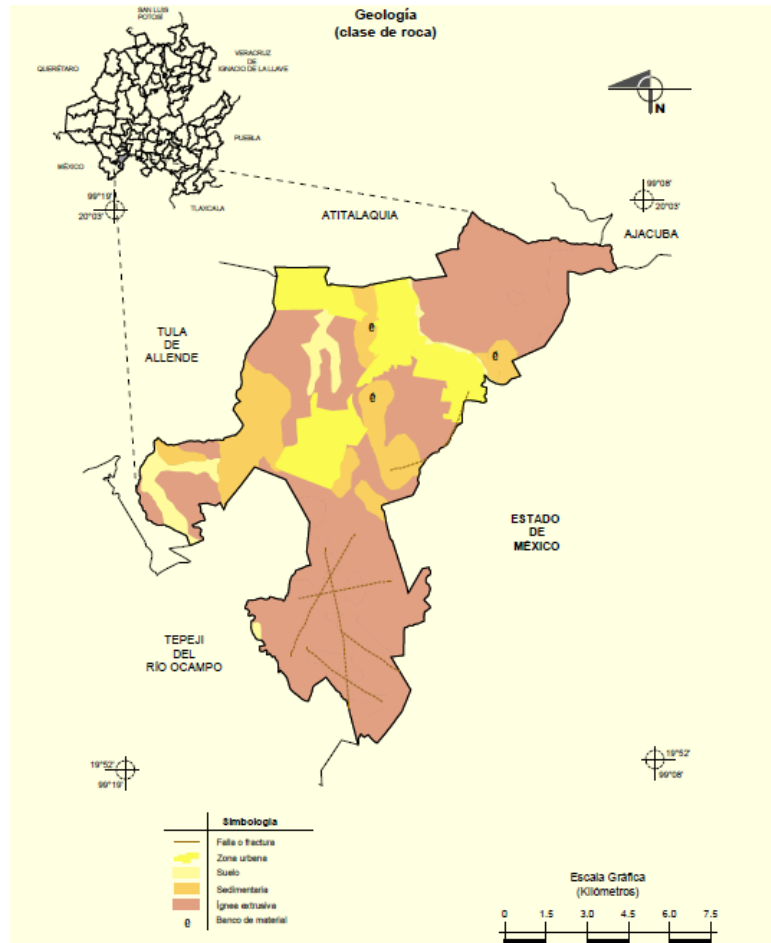 Geología
(clase de roca)
SAN LUIS
POTOSÍ
QUERÉTARO
VERACRUZ
DE
IGNACIO DE LA LLAVE
PUEBLA
MÉXICO
TLAXCALA
N
99°19'
20°03'
99°08'
20°03'
ATITALAQUIA
AJACUBA
TULA
DE
ALLENDE
ESTADO
DE
MÉXICO
TEPEJI
DEL
RÍO OCAMPO
19°52'
99°19'
19°52'
99°08'
Simbología
Falla o fractura
Zona urbana
Suelo
Sedimentaria
Ígnea extrusiva
Banco de material
Escala Gráfica
(Kilómetros)
0 1.5 3.0 4.5 6.0 7.5